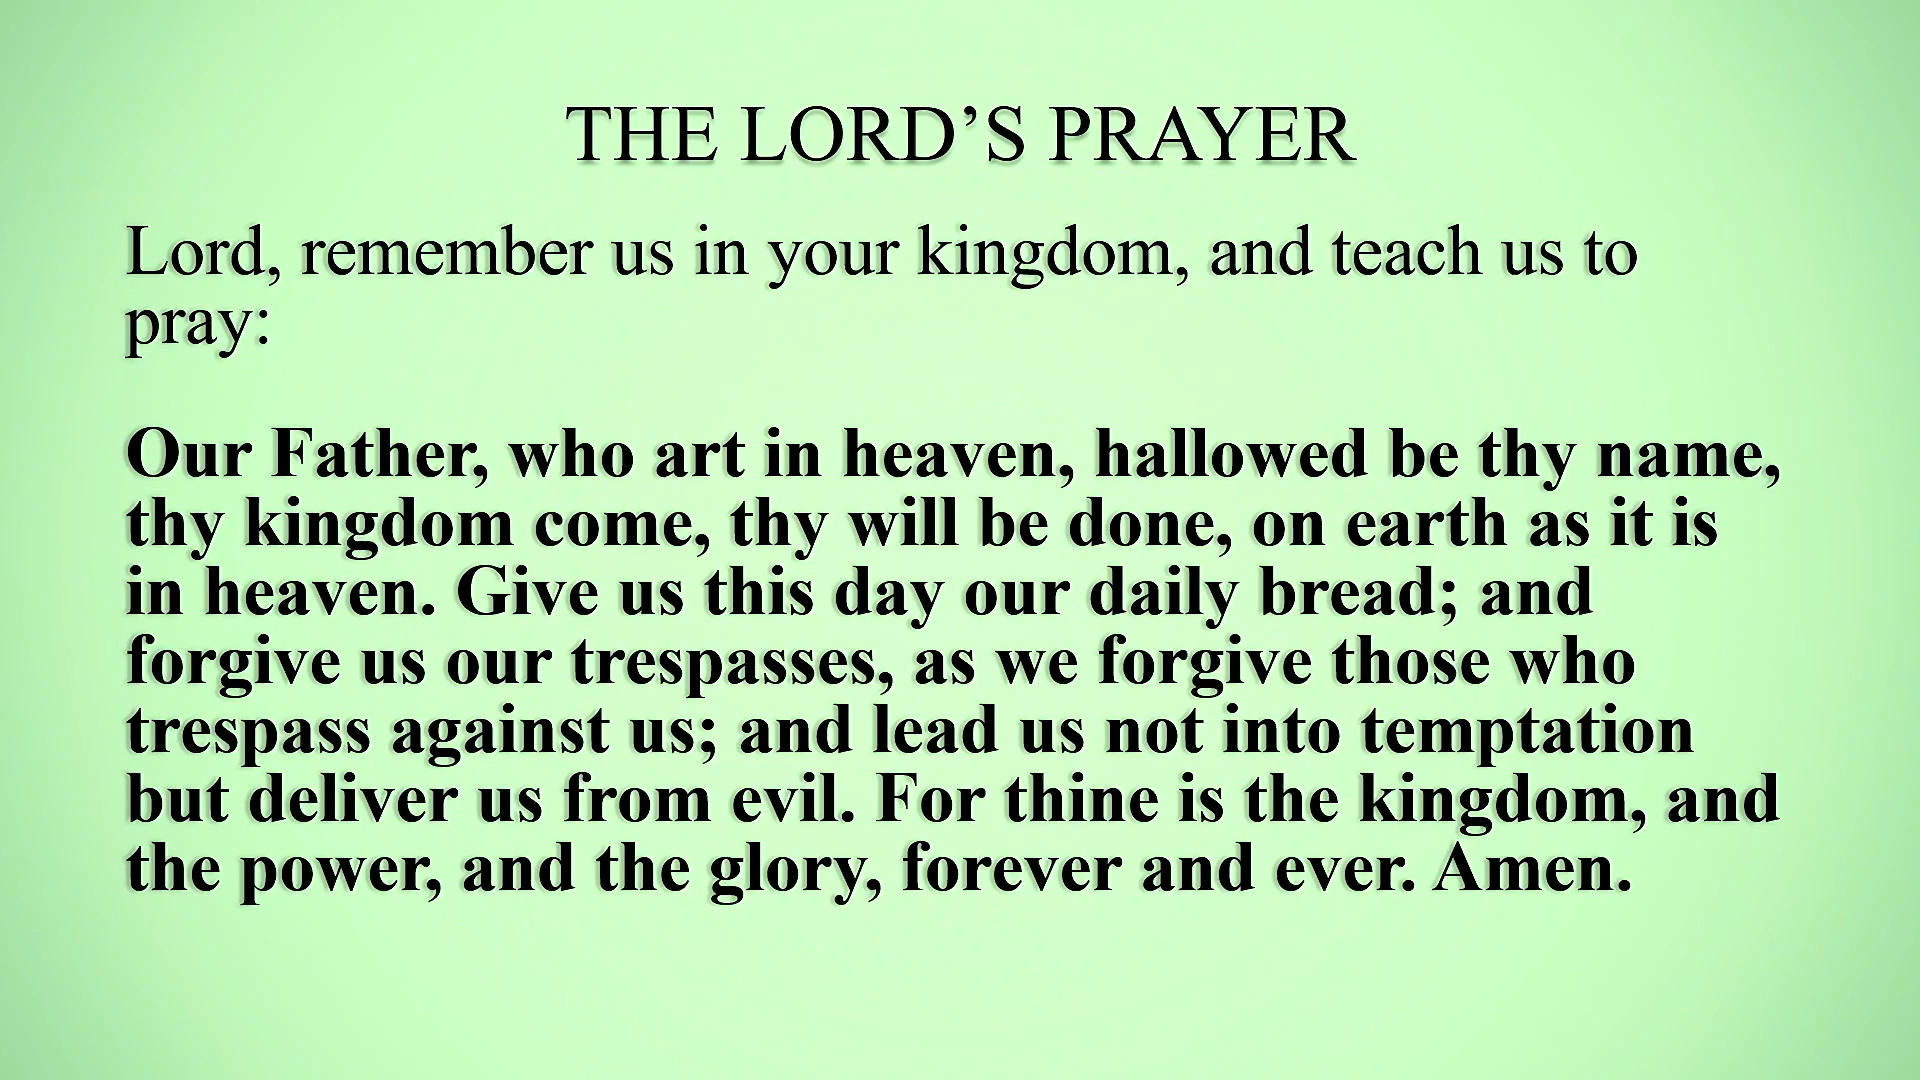 THE LORD’S PRAYER
Lord, remember us in your kingdom, and teach us to
pray:
Our Father, who art in heaven, hallowed be thy name,
thy kingdom come, thy will be done, on earth as it is
in heaven. Give us this day our daily bread; and
forgive us our trespasses, as we forgive those who
trespass against us; and lead us not into temptation
but deliver us from evil. For thine is the kingdom, and
the power, and the glory, forever and ever. Amen.